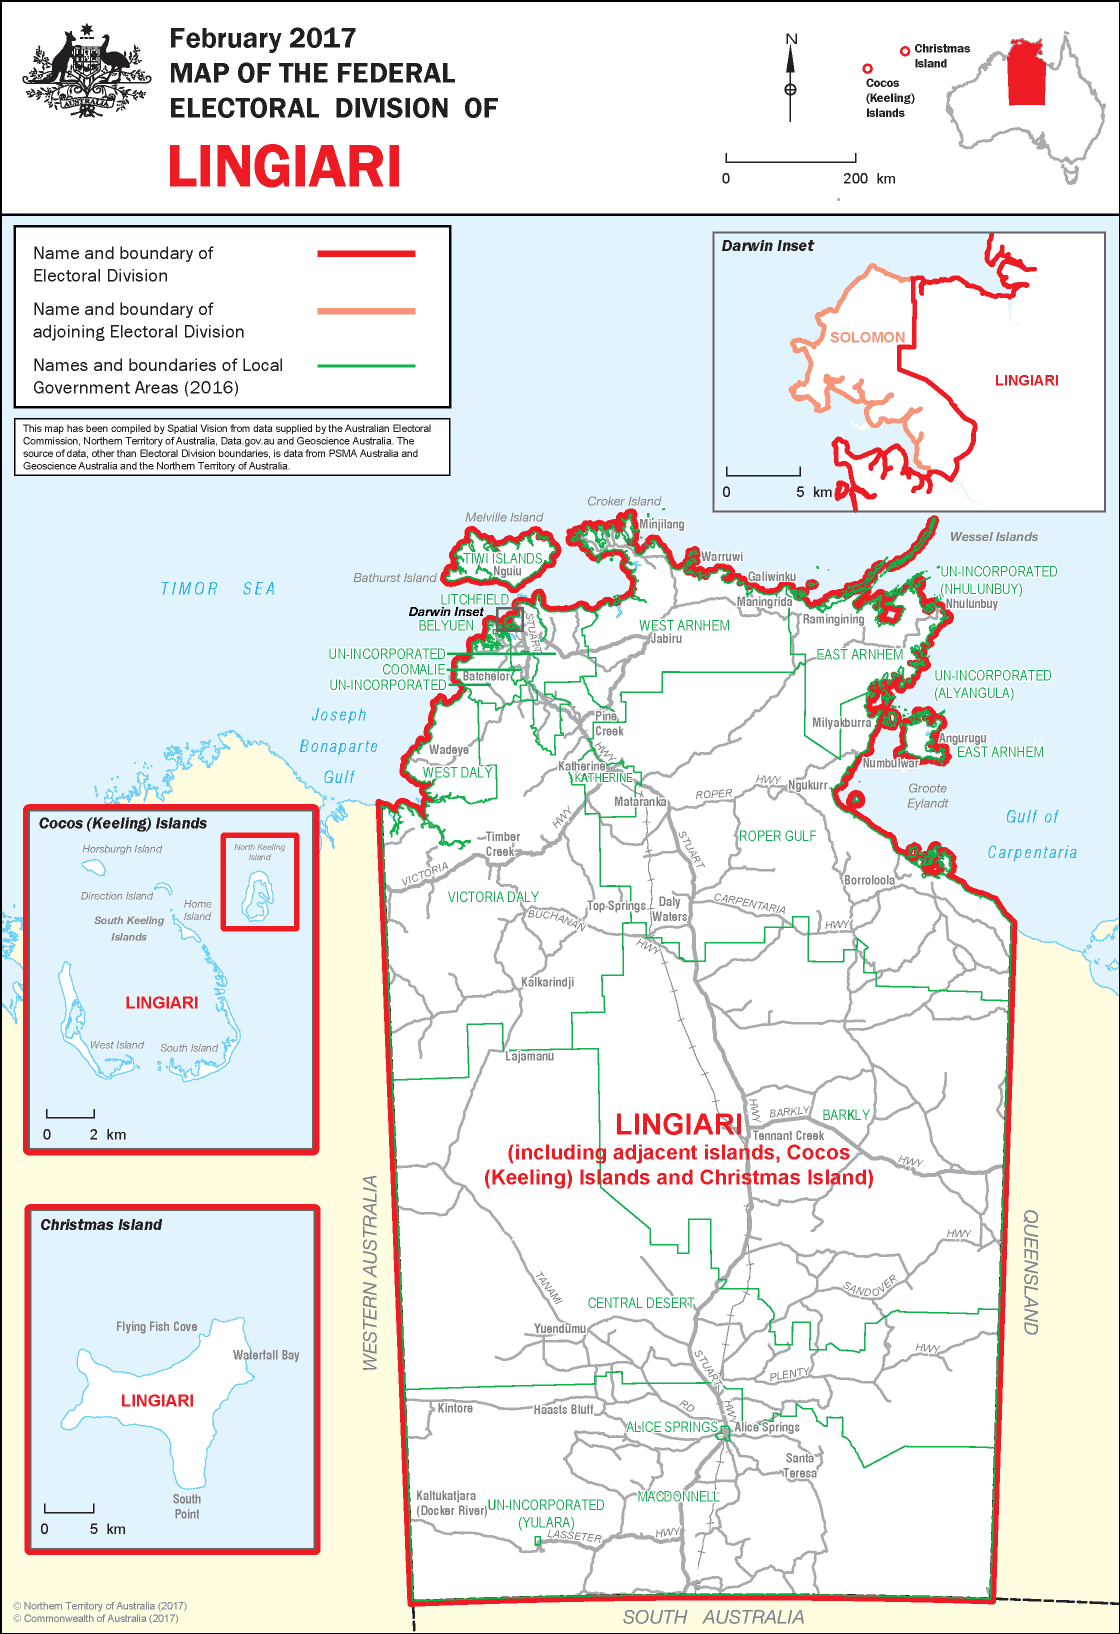 February 2017
MAP OF THE FEDERAL
ELECTORAL DIVISION OF
LINGIARI
AUSTRALIA
N
0 200 km
Christmas
Island
Cocos
(Keeling)
Islands
Name and boundary of
Electoral Division
Name and boundary of
adjoining Electoral Division
Names and boundaries of Local
Government Areas (2016)
This map has been compiled by Spatial Vision from data supplied by the Australian Electoral
Commission, Northern Territory of Australia, Data.gov.au and Geoscience Australia. The
source of data, other than Electoral Division boundaries, is data from PSMA Australia and
Geoscience Australia and the Northern Territory of Australia.
Darwin Inset
SOLOMON
LINGIARI
0 5 km
Croker Island
Melville Island
Minjilang
Wessel Islands
TIWI ISLANDS
Warruwi
Nguiu
Bathurst Island
Galiwinku
UN-INCORPORATED
(NHULUNBUY)
TIMOR SEA
LITCHFIELD
Maningrida
Nhulunbuy
Darwin Inset
BELYUEN
STUART
WEST ARNHEM
Ramingining
Jabiru
UN-INCORPORATED
COOMALIE
UN-INCORPORATED
Batchelor
EAST ARNHEM
UN-INCORPORATED
(ALYANGULA)
Joseph
Bonaparte
Gulf
Pine
Creek
Milyakburra
Angurugu
EAST ARNHEM
Wadeye
HWY
Numbulwar
WEST DALY
Katherine
KATHERINE
HWY
Ngukurr
Groote
Eylandt
Mataranka
ROPER
Gulf of
Carpentaria
HWY
Timber
Creek
STUART
ROPER GULF
VICTORIA
Borroloola
VICTORIA DALY
Top Springs
Daly
Waters
CARPENTARIA
BUCHANAN
HWY
HWY
Kalkarindji
Lajamanu
HWY
BARKLY
BARKLY
LINGIARI
(including adjacent islands, Cocos
(Keeling) Islands and Christmas Island)
Tennant Creek
HWY
WESTERN AUSTRALIA
QUEENSLAND
HWY
TANAMI
SANDOVER
CENTRAL DESERT
Yuendumu
HWY
STUART
PLENTY
Kintore
Haasts Bluff
RD
HWY
ALICE SPRINGS
Alice Springs
Santa
Teresa
Kaltukatjara
(Docker River)
UN-INCORPORATED
(YULARA)
MACDONNELL
LASSETER
HWY
SOUTH AUSTRALIA
Cocos (Keeling) Islands
Horsburgh Island
North Keeling
Island
Direction Island
Home
Island
South Keeling
Islands
LINGIARI
West Island
South Island
0 2 km
Christmas Island
Flying Fish Cove
Waterfall Bay
LINGIARI
South
Point
0 5 km
© Northern Territory of Australia (2017)
© Commonwealth of Australia (2017)